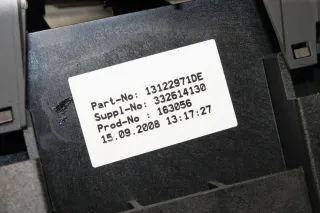 Part-No: 13122971DE
Suppl-No: 332614130
Prod-No : 163056
15.09.2008 13:17:27